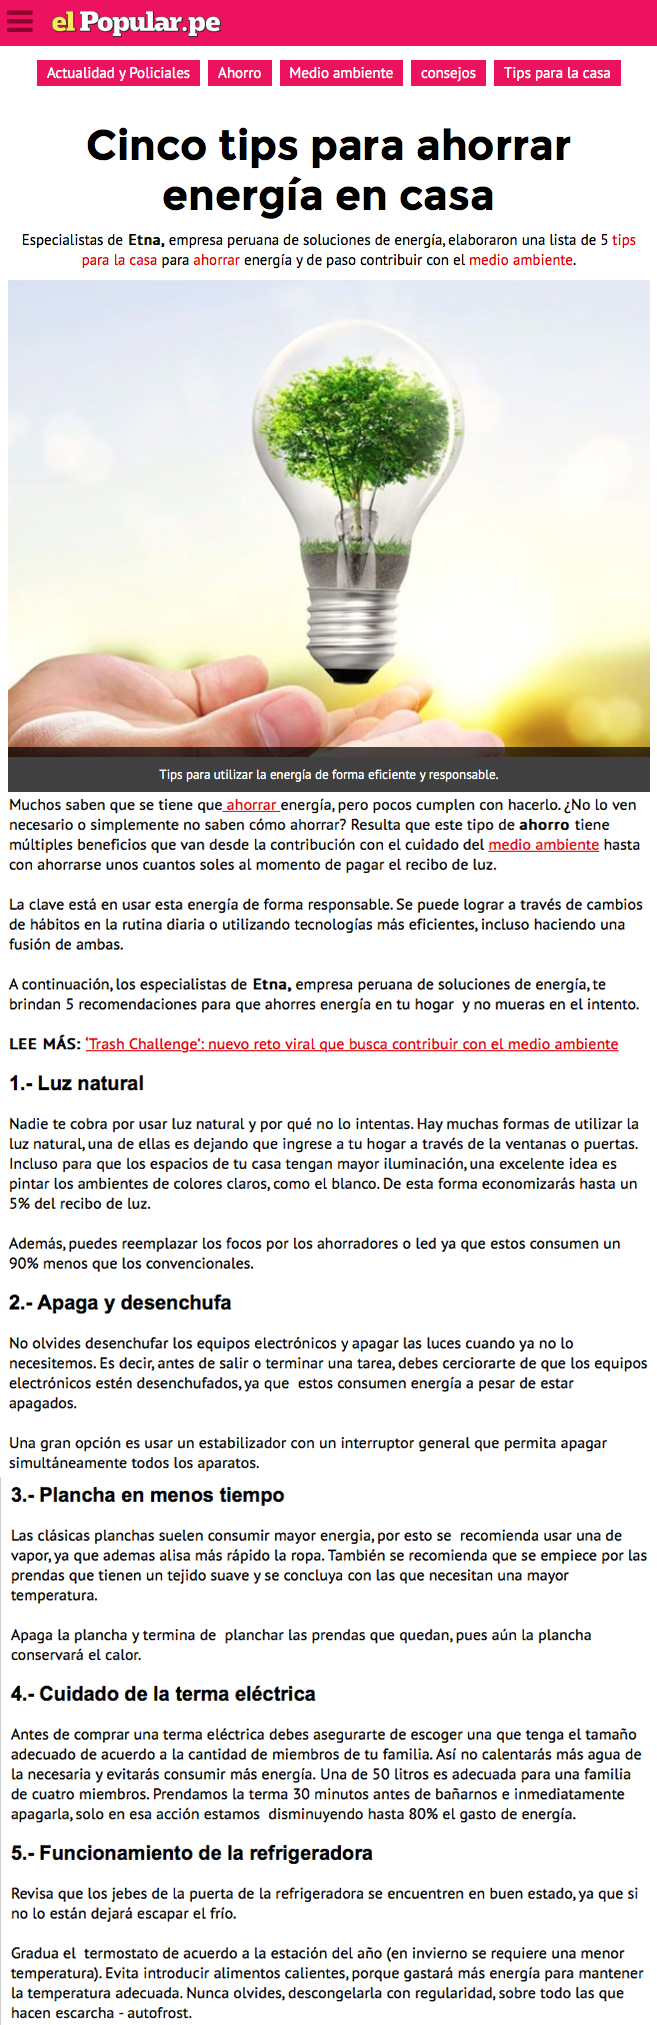 el Popular.pe
Actualidad y Policiales
Ahorro
Medio ambiente
consejos
Tips para la casa
Cinco tips para ahorrar
energía en casa
Especialistas de Etna, empresa peruana de soluciones de energía, elaboraron una lista de 5 tips
para la casa para ahorrar energía y de paso contribuir con el medio ambiente.
Tips para utilizar la energía de forma eficiente y responsable.
Muchos saben que se tiene que ahorrar energía, pero pocos cumplen con hacerlo. ¿No lo ven
necesario o simplemente no saben cómo ahorrar? Resulta que este tipo de ahorro tiene
múltiples beneficios que van desde la contribución con el cuidado del medio ambiente hasta
con ahorrarse unos cuantos soles al momento de pagar el recibo de luz.
La clave está en usar esta energía de forma responsable. Se puede lograr a través de cambios
de hábitos en la rutina diaria o utilizando tecnologías más eficientes, incluso haciendo una
fusión de ambas.
A continuación, los especialistas de Etna, empresa peruana de soluciones de energía, te
brindan 5 recomendaciones para que ahorres energía en tu hogar y no mueras en el intento.
LEE MÁS: ‘Trash Challenge’: nuevo reto viral que busca contribuir con el medio ambiente
1.- Luz natural
Nadie te cobra por usar luz natural y por qué no lo intentas. Hay muchas formas de utilizar la
luz natural, una de ellas es dejando que ingrese a tu hogar a través de la ventanas o puertas.
Incluso para que los espacios de tu casa tengan mayor iluminación, una excelente idea es
pintar los ambientes de colores claros, como el blanco. De esta forma economizarás hasta un
5% del recibo de luz.
Además, puedes reemplazar los focos por los ahorradores o led ya que estos consumen un
90% menos que los convencionales.
2.- Apaga y desenchufa
No olvides desenchufar los equipos electrónicos y apagar las luces cuando ya no lo
necesitemos. Es decir, antes de salir o terminar una tarea, debes cerciorarte de que los equipos
electrónicos estén desenchufados, ya que estos consumen energía a pesar de estar
apagados.
Una gran opción es usar un estabilizador con un interruptor general que permita apagar
simultáneamente todos los aparatos.
3.- Plancha en menos tiempo
Las clásicas planchas suelen consumir mayor energia, por esto se recomienda usar una de
vapor, ya que ademas alisa más rápido la ropa. También se recomienda que se empiece por las
prendas que tienen un tejido suave y se concluya con las que necesitan una mayor
temperatura.
Apaga la plancha y termina de planchar las prendas que quedan, pues aún la plancha
conservará el calor.
4.- Cuidado de la terma eléctrica
Antes de comprar una terma eléctrica debes asegurarte de escoger una que tenga el tamaño
adecuado de acuerdo a la cantidad de miembros de tu familia. Así no calentarás más agua de
la necesaria y evitarás consumir más energía. Una de 50 litros es adecuada para una familia
de cuatro miembros. Prendamos la terma 30 minutos antes de bañarnos e inmediatamente
apagarla, solo en esa acción estamos disminuyendo hasta 80% el gasto de energía.
5.- Funcionamiento de la refrigeradora
Revisa que los jebes de la puerta de la refrigeradora se encuentren en buen estado, ya que si
no lo están dejará escapar el frío.
Gradua el termostato de acuerdo a la estación del año (en invierno se requiere una menor
temperatura). Evita introducir alimentos calientes, porque gastará más energía para mantener
la temperatura adecuada. Nunca olvides, descongelarla con regularidad, sobre todo las que
hacen escarcha - autofrost.